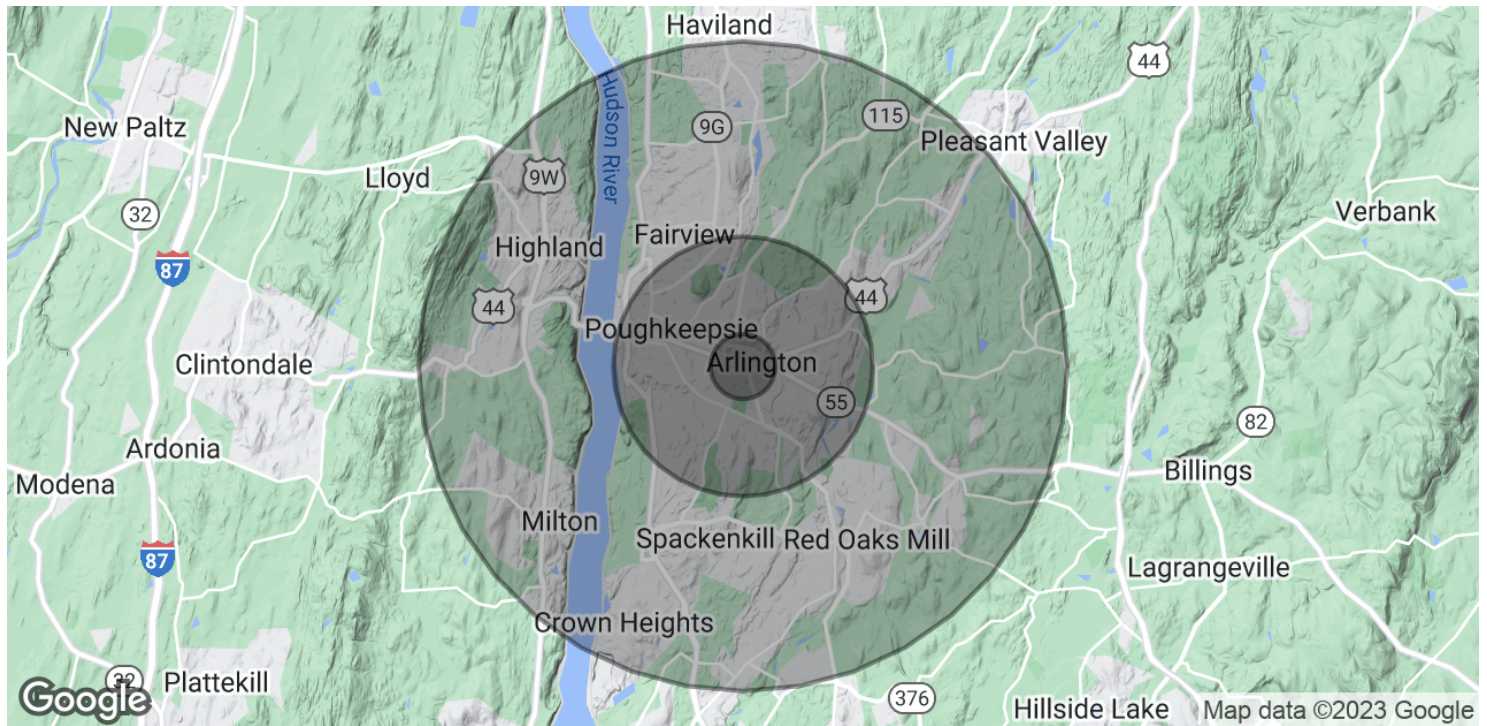 Haviland
44
115
9G
New Paltz
Pleasant Valley
Hudson River
9W
Lloyd
32
Verbank
Fairview
Highland
87
44
44
Poughkeepsie
Arlington
Clintondale
55
82
Ardonia
Billings
Modena
Milton
Spackenkill
Red Oaks Mill
87
Lagrangeville
Crown Heights
32
Plattekill
376
Hillside Lake
Google
Map data ©2023 Google